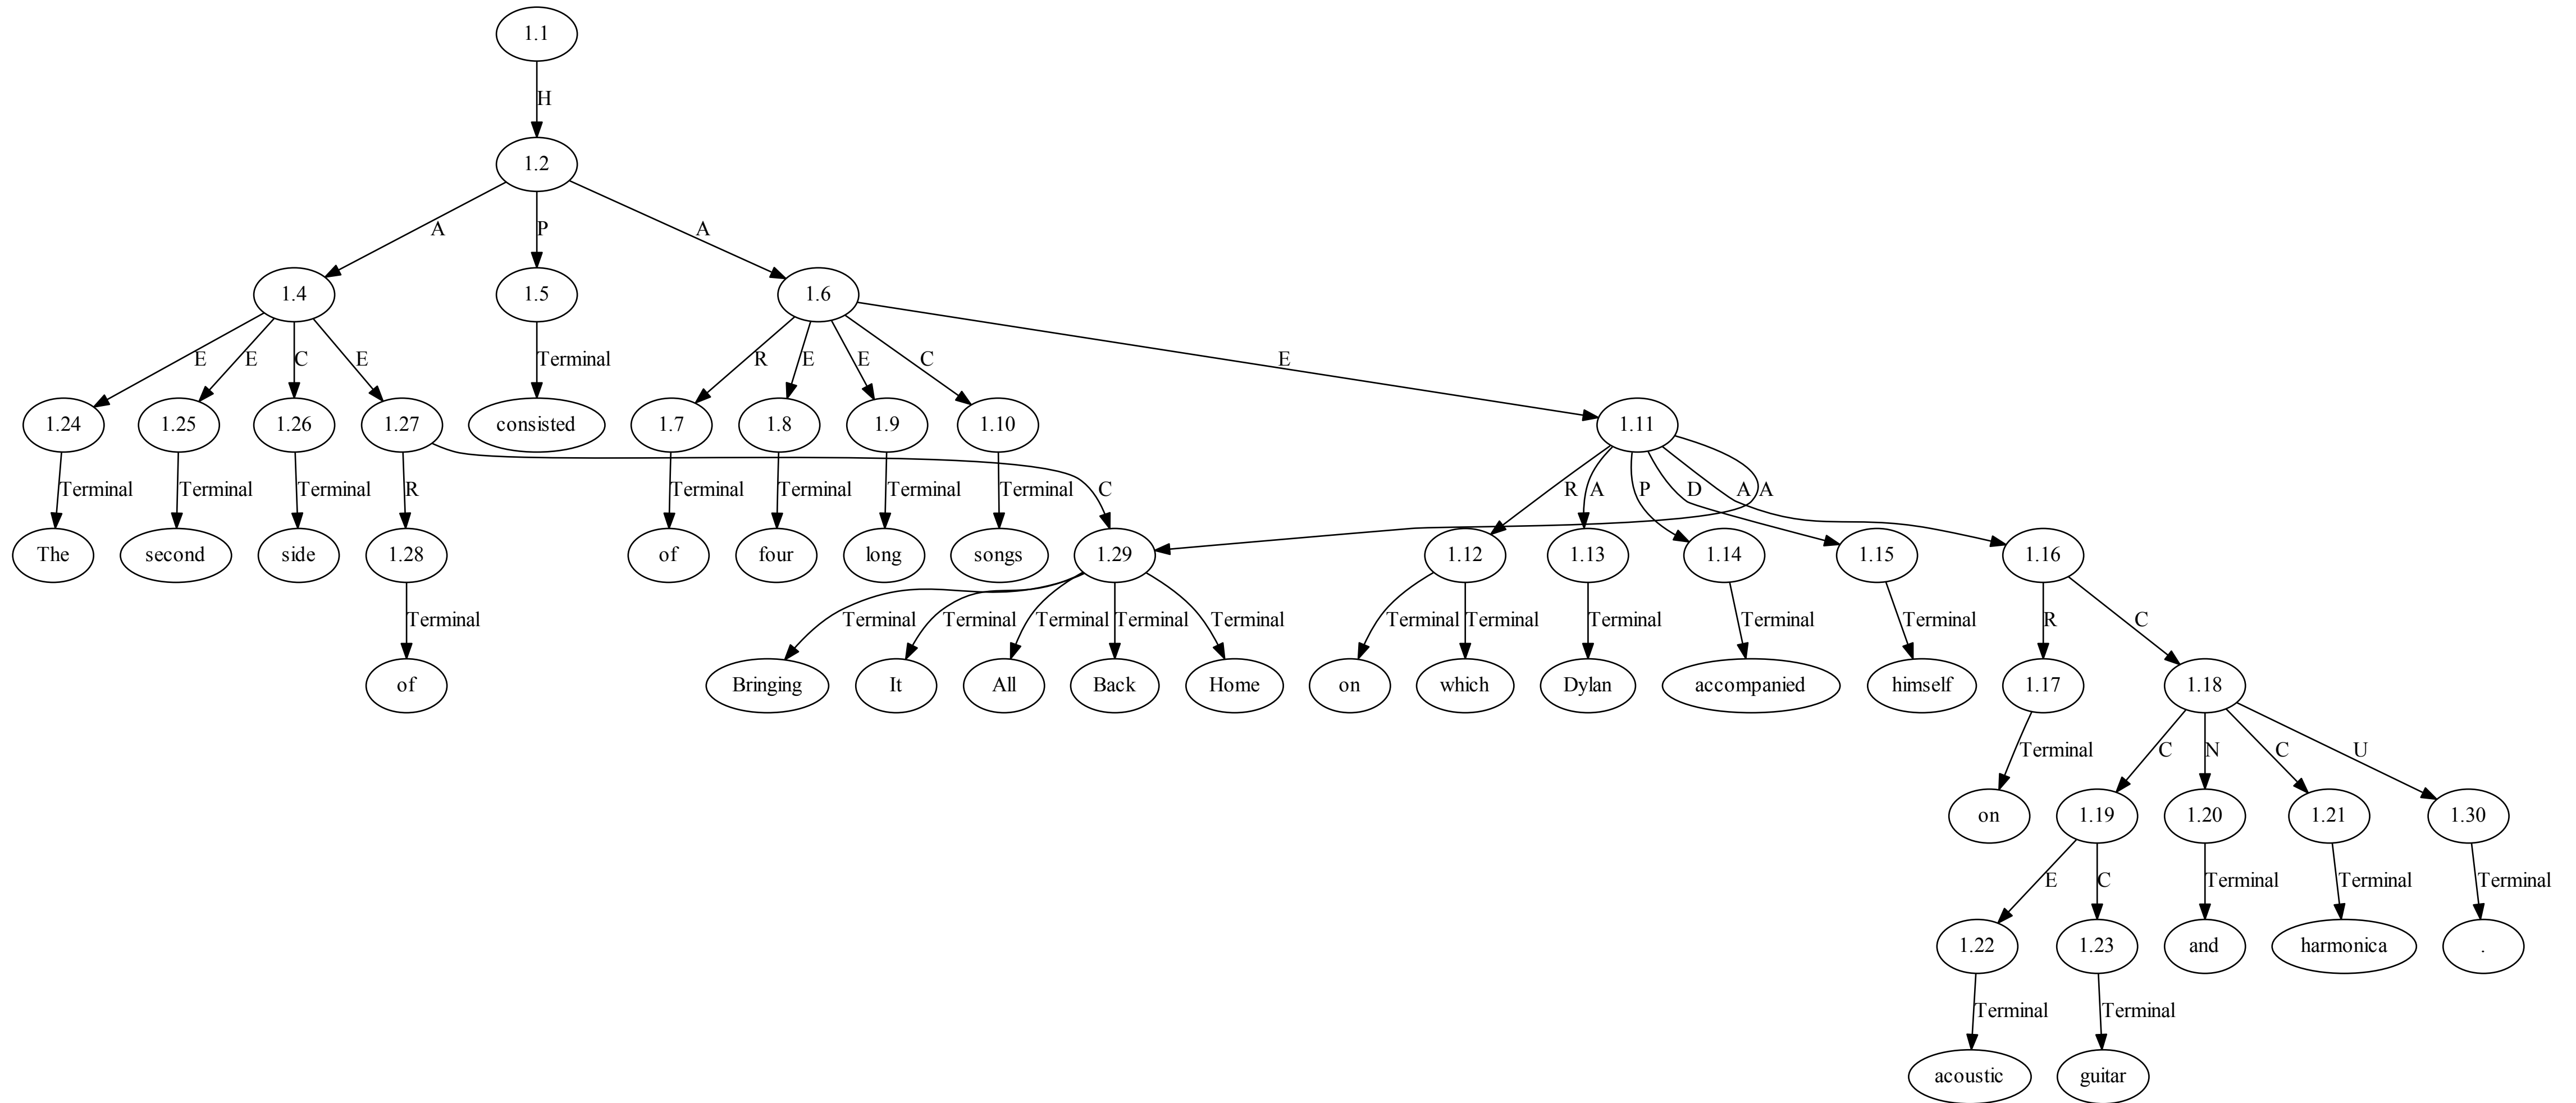 1.1
H
1.2
A P A
1.4 1.5 1.6
E E C E Terminal R E E C E
1.24 1.25 1.26 1.27 consisted 1.7 1.8 1.9 1.10 1.11
Terminal Terminal Terminal R Terminal Terminal Terminal Terminal C R A P D A A
The second side 1.28 of four long songs 1.29 1.12 1.13 1.14 1.15 1.16
Terminal Terminal Terminal Terminal Terminal Terminal Terminal Terminal Terminal Terminal Terminal R C
of Bringing It All Back Home on which Dylan accompanied himself 1.17 1.18
Terminal C N C U
on 1.19 1.20 1.21 1.30
E C Terminal Terminal Terminal
1.22 1.23 and harmonica .
Terminal Terminal
acoustic guitar